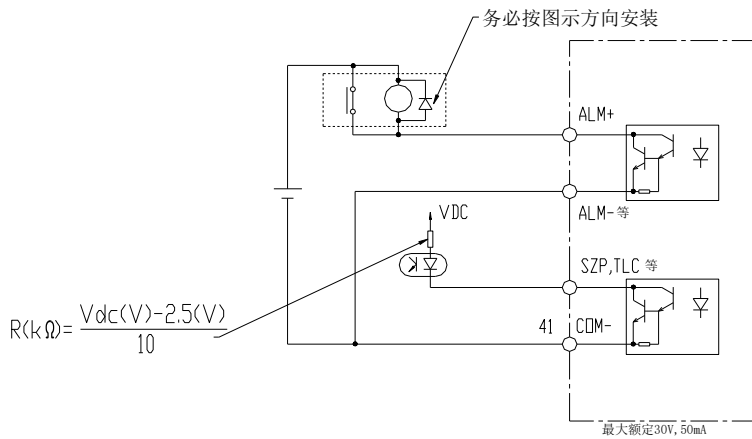 务必按图示方向安装
ALM+
ALM-等
VDC
SZP,TLC 等
R(kΩ)= Vdc(V)-2.5(V)
10
41 COM-
最大额定30V,50mA